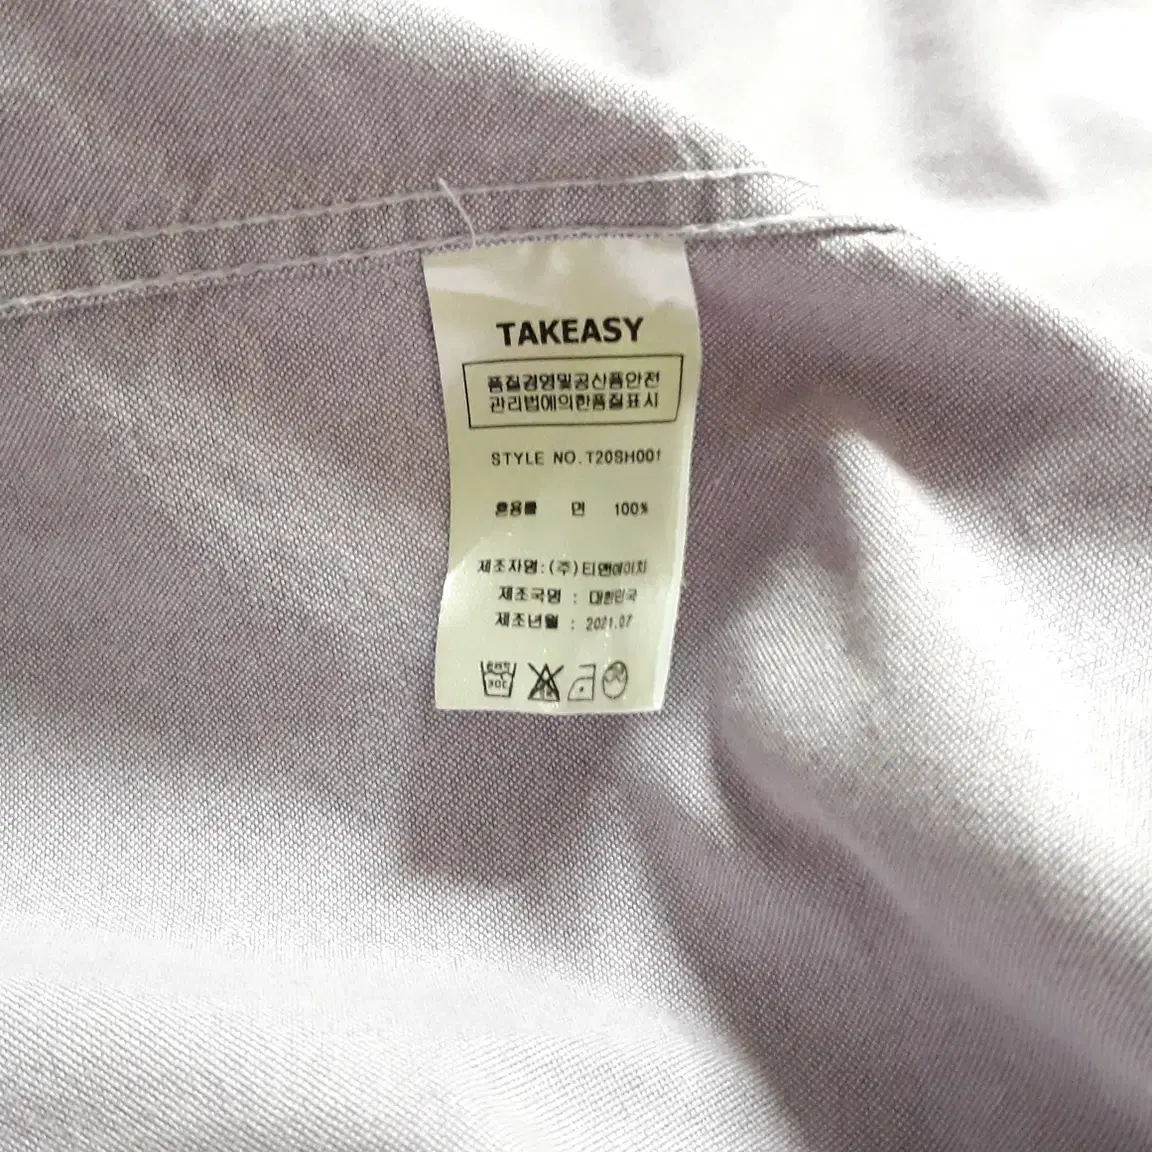 TAKEASY
품질경영및공산품안전
관리법에의한품질표시
STYLE NO.T20SH001
혼용률 면 100%
제조자명:(주)티앤에이치
제조국명 : 대한민국
제조년월 : 2021.07